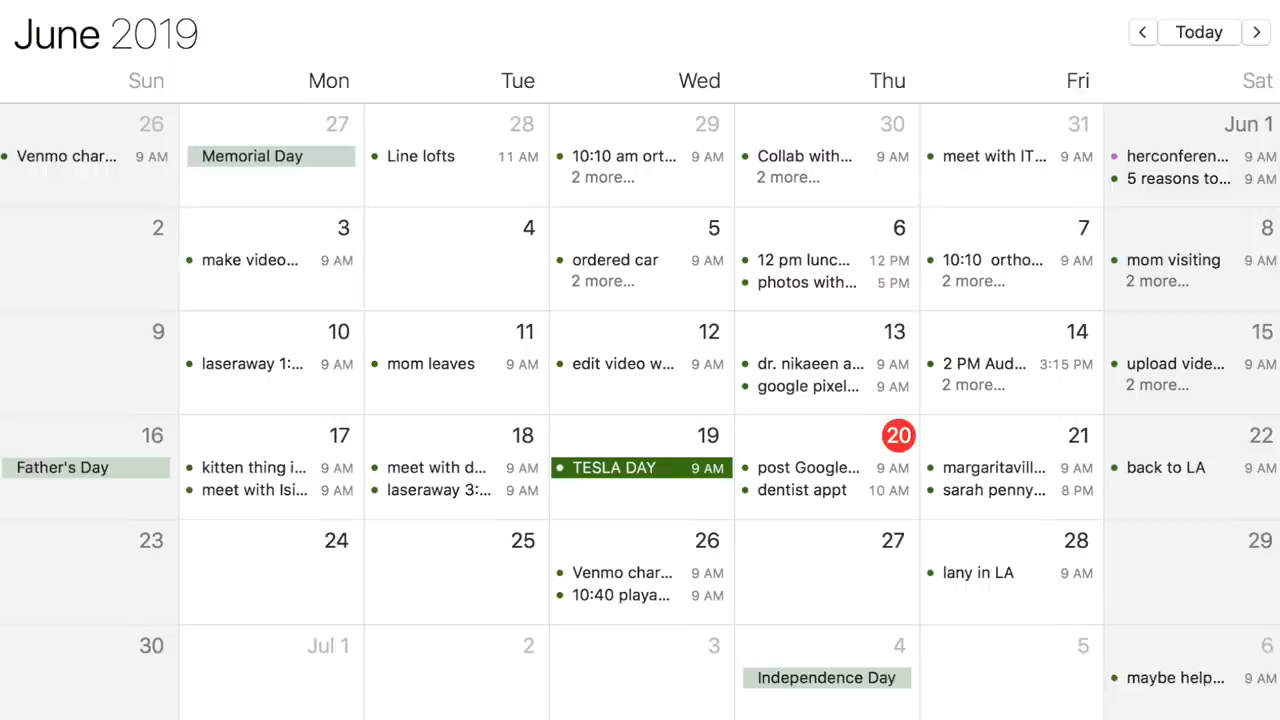 June 2019
Today
Sun Mon Tue Wed Thu Fri Sat
26 27 28 29 30 31 Jun 1
Venmo char... 9 AM Memorial Day Line lofts 11 AM 10:10 am ort... 9 AM Collab with... 9 AM meet with IT... 9 AM herconferen... 9 AM
2 more... 2 more... 5 reasons to... 9 AM
2 3 4 5 6 7 8
make video... 9 AM ordered car 9 AM 12 pm lunc... 12 PM 10:10 ortho... 9 AM mom visiting 9 AM
2 more... photos with... 5 PM 2 more... 2 more...
9 10 11 12 13 14 15
laseraway 1:... 9 AM mom leaves 9 AM edit video w... 9 AM dr. nikaeen a... 9 AM 2 PM Aud... 3:15 PM upload vide... 9 AM
google pixel... 9 AM 2 more... 2 more...
16 17 18 19 20 21 22
Father's Day kitten thing i... 9 AM meet with d... 9 AM TESLA DAY 9 AM post Google... 9 AM margaritavill... 9 AM back to LA 9 AM
meet with Isi... 9 AM laseraway 3:... 9 AM dentist appt 10 AM sarah penny... 8 PM
23 24 25 26 27 28 29
Venmo char... 9 AM lany in LA 9 AM
10:40 playa... 9 AM
30 Jul 1 2 3 4 5 6
Independence Day maybe help... 9 AM